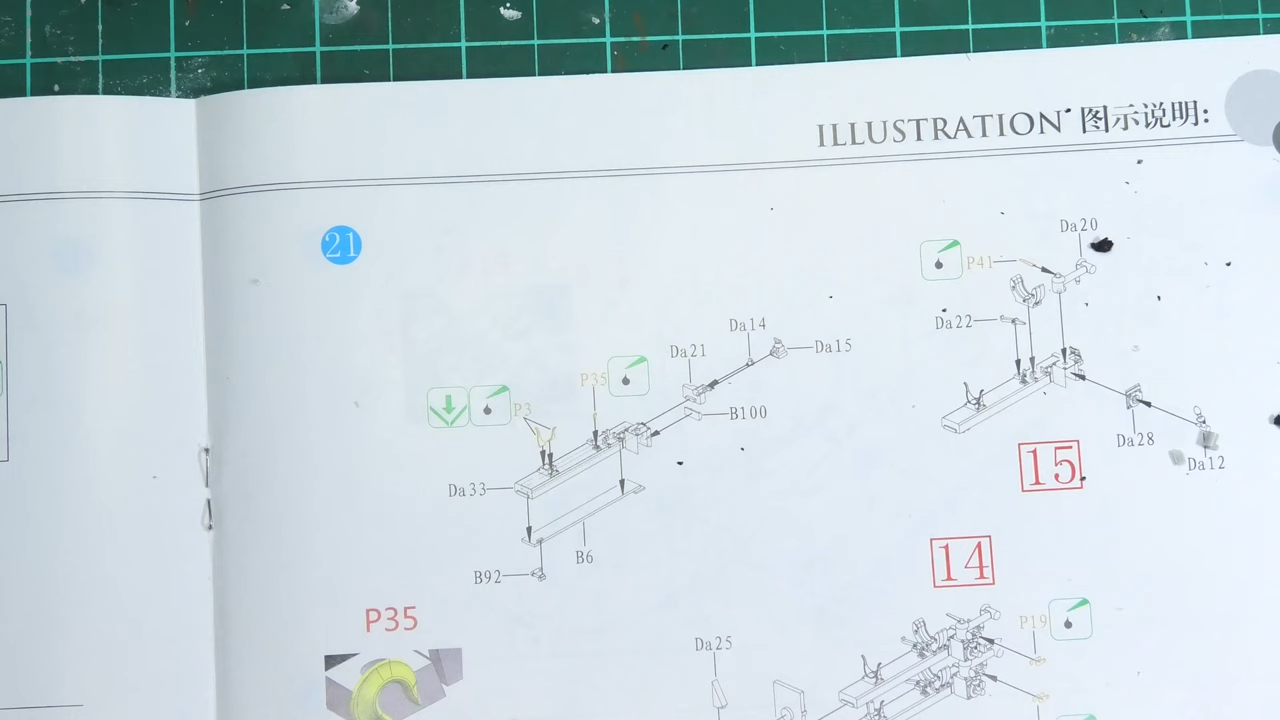 ILLUSTRATION 图示说明:
21
Da20
P41
Da22
Da14
Da15
Da21
P35
P3
B100
Da28
Da12
15
Da33
B6
B92
14
P35
P19
Da25